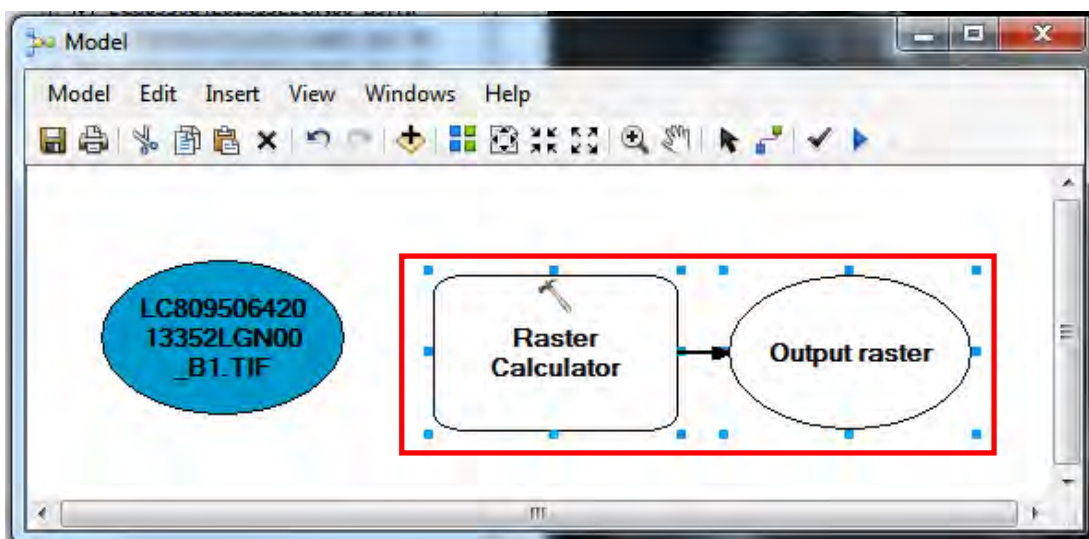 Model
Model Edit Insert View Windows Help
LC809506420
13352LGN00
_B1.TIF
Raster
Calculator
Output raster